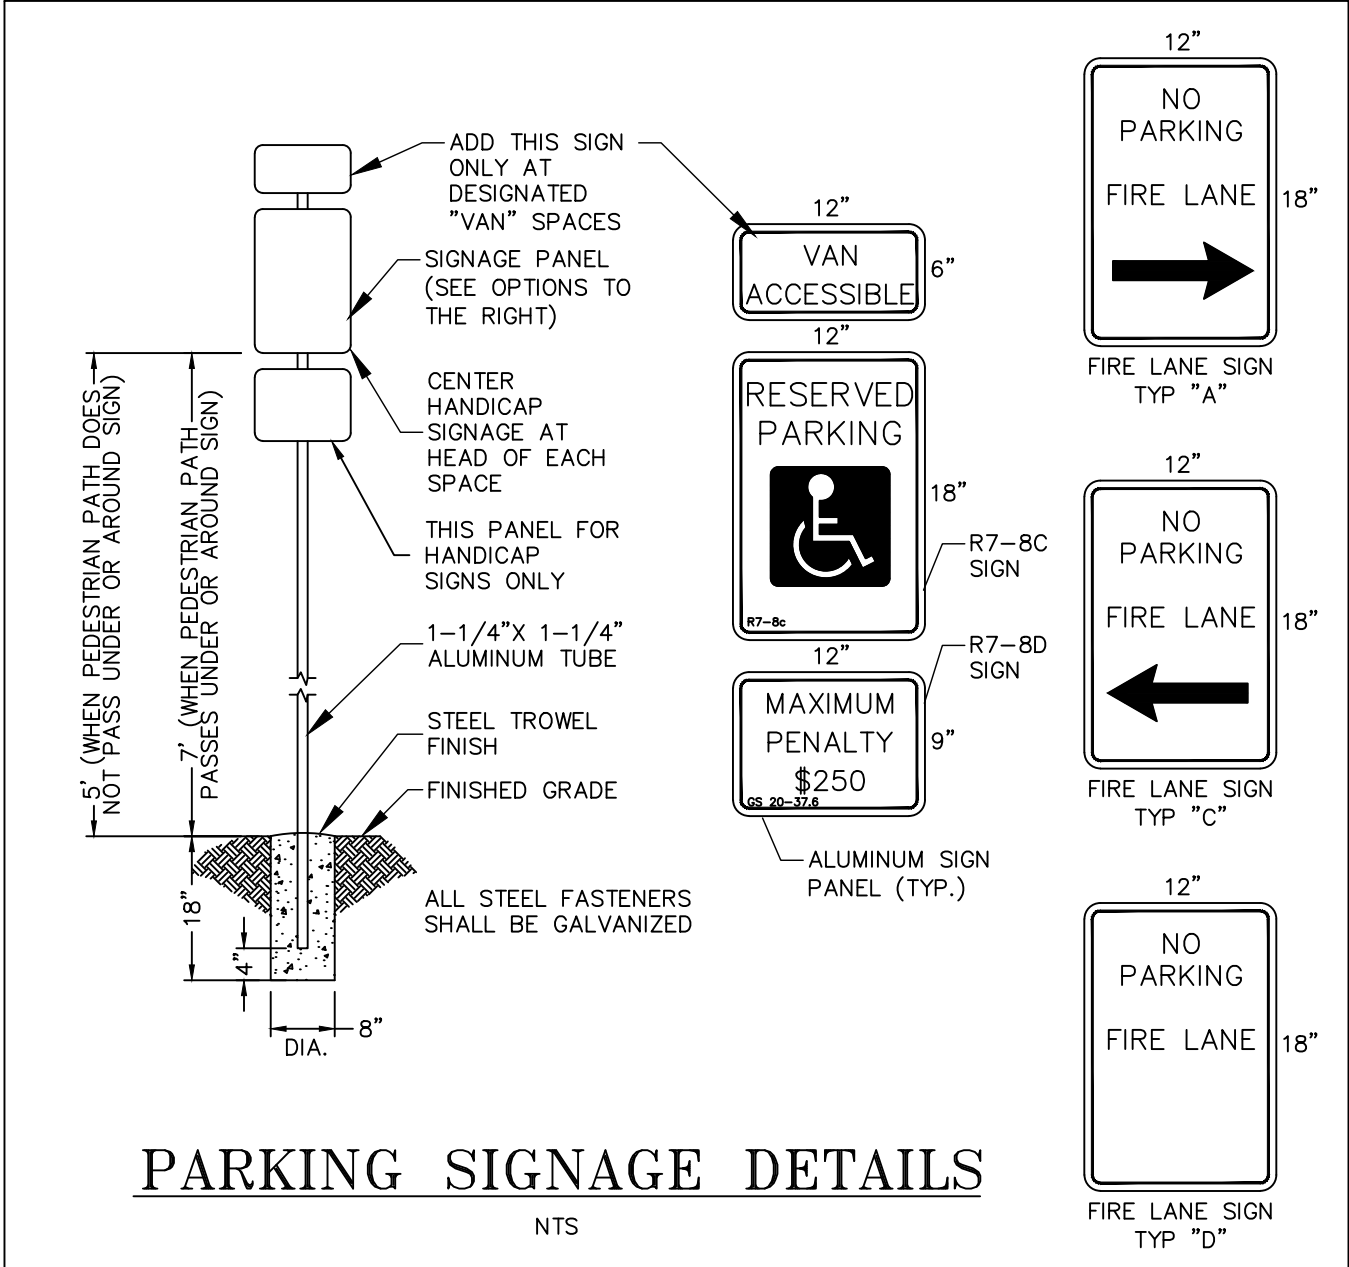 ADD THIS SIGN
ONLY AT
DESIGNATED
"VAN" SPACES
SIGNAGE PANEL
(SEE OPTIONS TO
THE RIGHT)
CENTER
HANDICAP
SIGNAGE AT
HEAD OF EACH
SPACE
THIS PANEL FOR
HANDICAP
SIGNS ONLY
1-1/4"X 1-1/4"
ALUMINUM TUBE
STEEL TROWEL
FINISH
FINISHED GRADE
ALL STEEL FASTENERS
SHALL BE GALVANIZED
5' (WHEN PEDESTRIAN PATH DOES
NOT PASS UNDER OR AROUND SIGN)
7' (WHEN PEDESTRIAN PATH
PASSES UNDER OR AROUND SIGN)
18"
4"
8"
DIA.
12"
VAN
ACCESSIBLE
6"
12"
RESERVED
PARKING
18"
R7-8c
R7-8C
SIGN
12"
R7-8D
SIGN
MAXIMUM
PENALTY
$250
GS 20-37.6
9"
ALUMINUM SIGN
PANEL (TYP.)
12"
NO
PARKING
FIRE LANE
18"
FIRE LANE SIGN
TYP "A"
12"
NO
PARKING
FIRE LANE
18"
FIRE LANE SIGN
TYP "C"
12"
NO
PARKING
FIRE LANE
18"
FIRE LANE SIGN
TYP "D"
PARKING SIGNAGE DETAILS
NTS